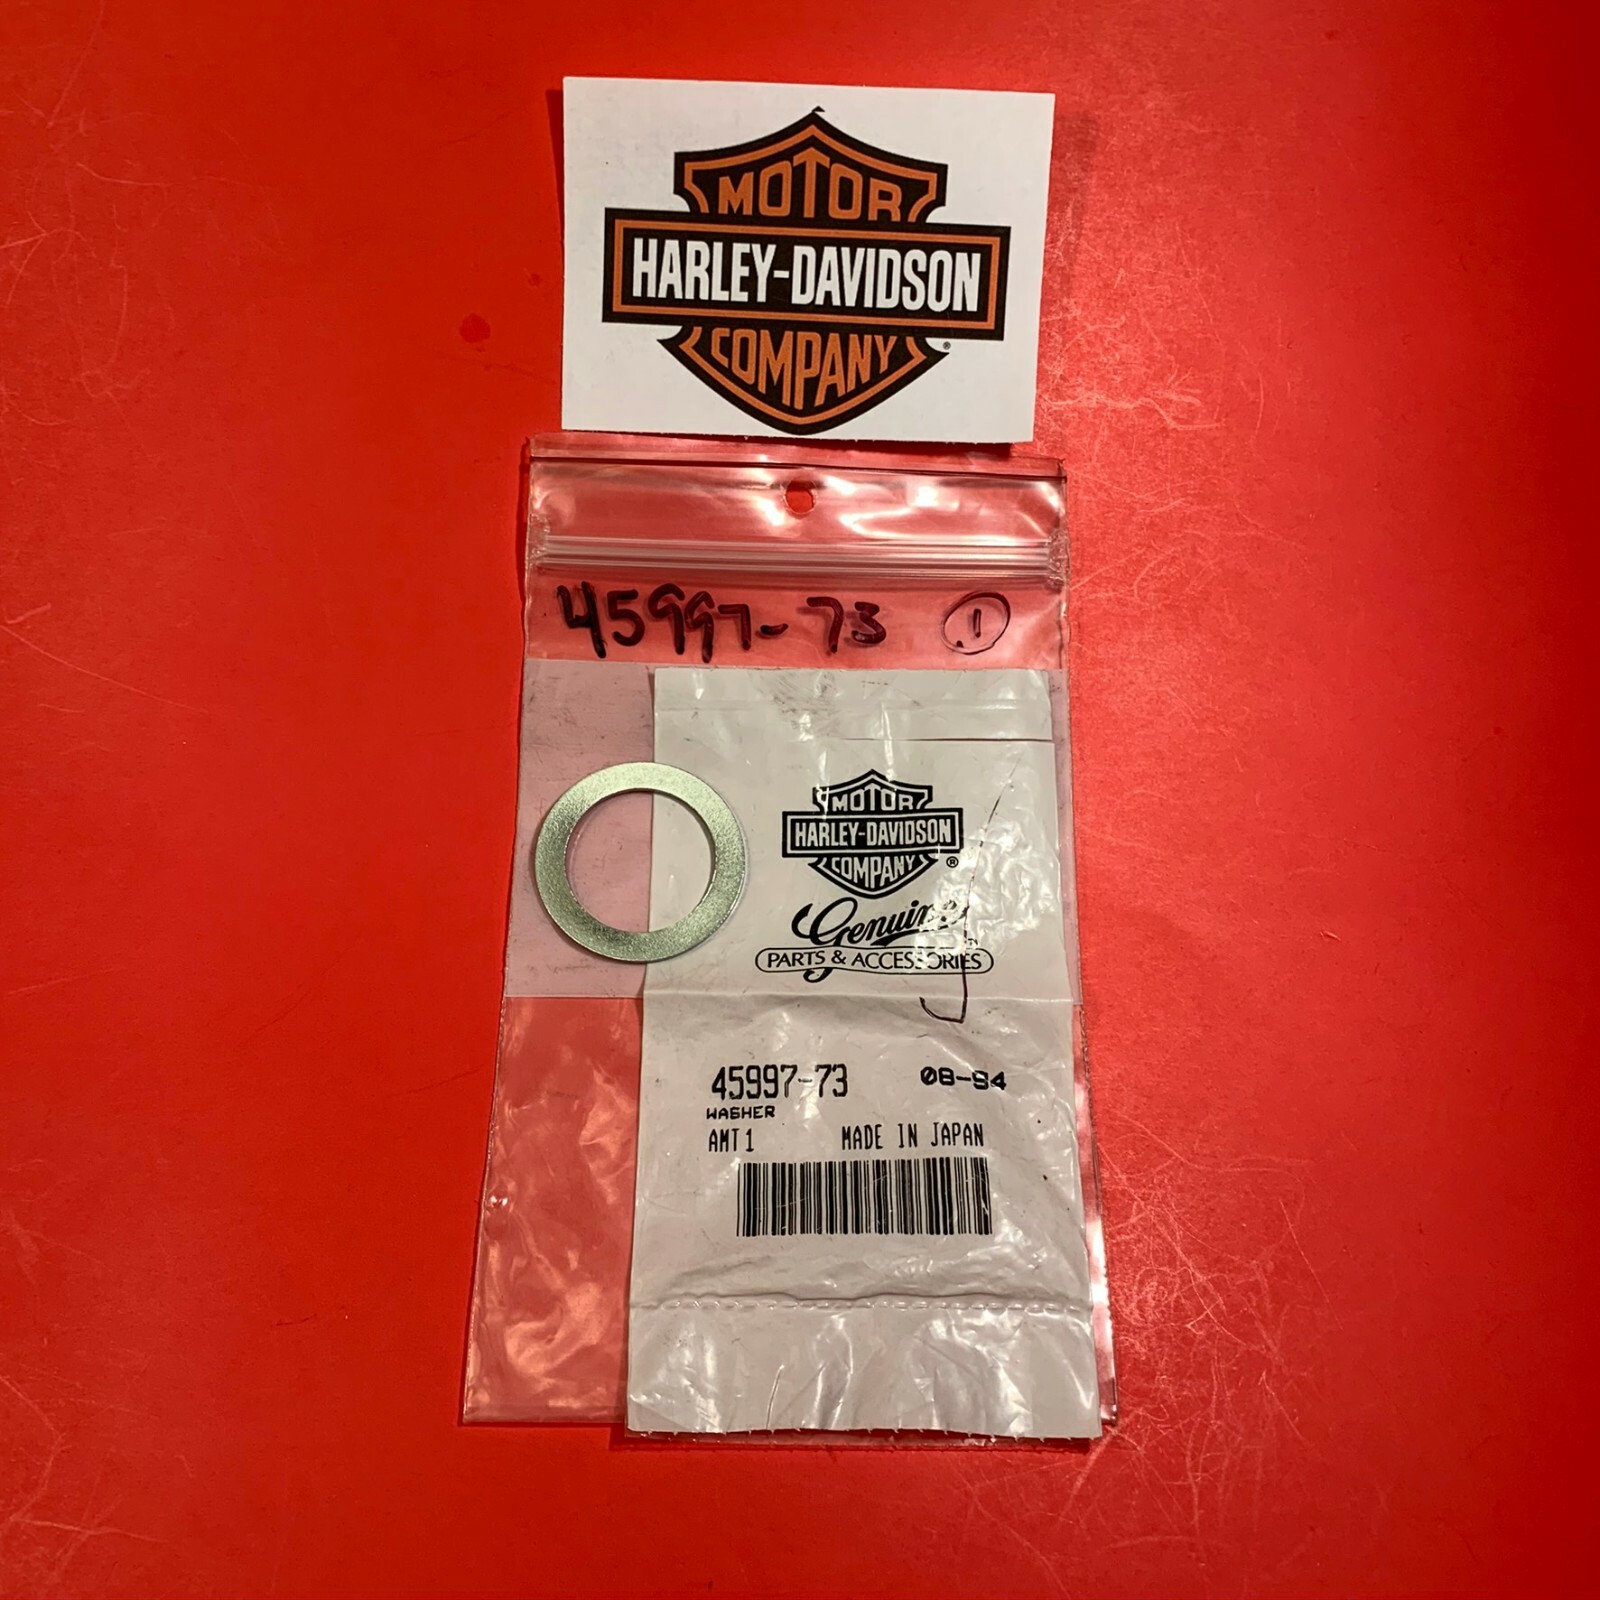 MOTOR
HARLEY-DAVIDSON
COMPANY
®
45997-73 1
MOTOR
HARLEY-DAVIDSON
COMPANY
®
Genuine
PARTS & ACCESSORIES
45997-73 08-94
WASHER
AMT 1 MADE IN JAPAN